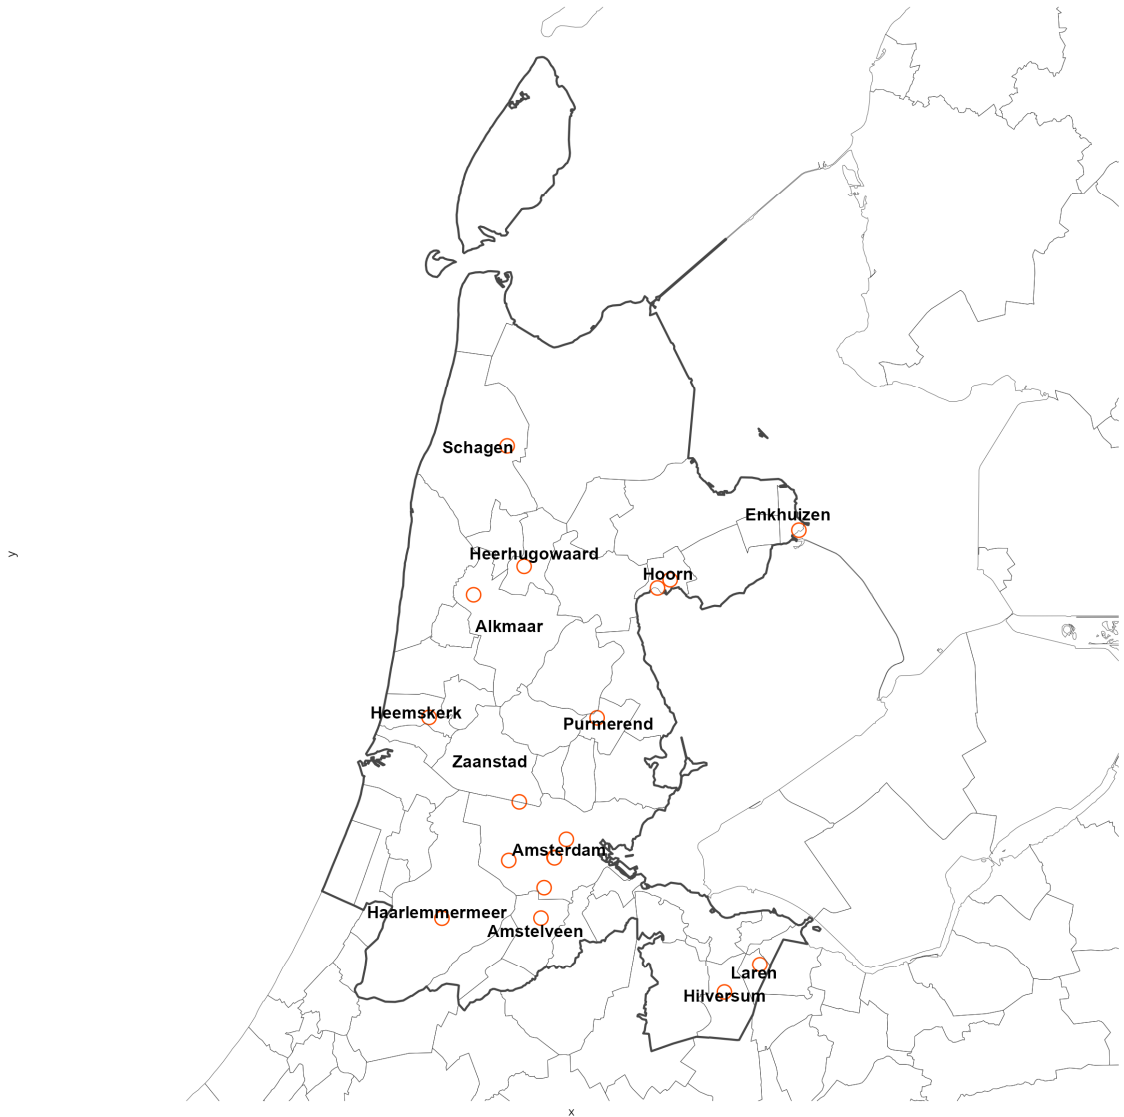 Schagen
Enkhuizen
Heerhugowaard
Hoorn
Alkmaar
Heemskerk
Purmerend
Zaanstad
Amsterdam
Haarlemmermeer
Amstelveen
Laren
Hilversum
y
x